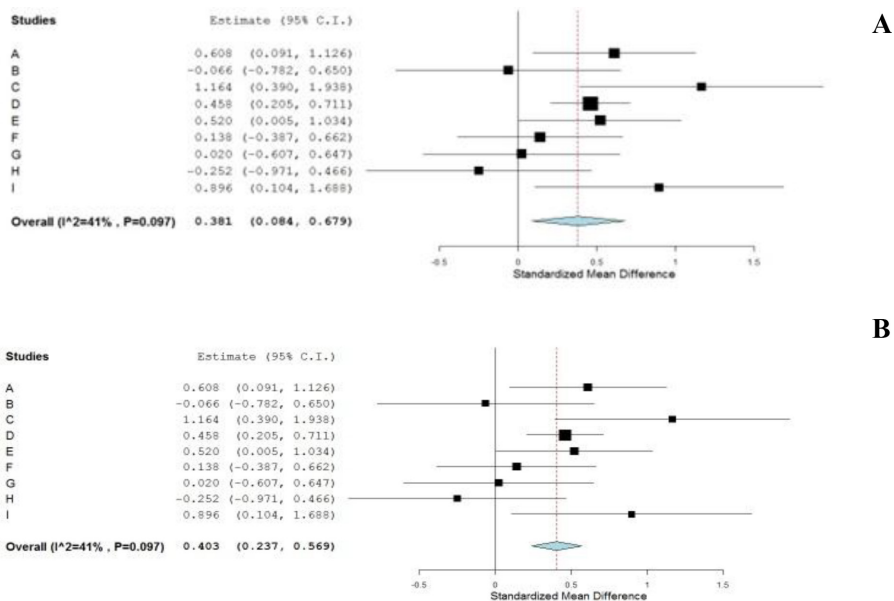 A
Studies Estimate (95% C.I.)
A 0.608 (0.091, 1.126)
B -0.066 (-0.782, 0.650)
C 1.164 (0.390, 1.938)
D 0.458 (0.205, 0.711)
E 0.520 (0.005, 1.034)
F 0.138 (-0.387, 0.662)
G 0.020 (-0.607, 0.647)
H -0.252 (-0.971, 0.466)
I 0.896 (0.104, 1.688)
Overall (I^2=41% , P=0.097) 0.381 (0.084, 0.679)
-0.5 0 0.5 1 1.5
Standardized Mean Difference
B
Studies Estimate (95% C.I.)
A 0.608 (0.091, 1.126)
B -0.066 (-0.782, 0.650)
C 1.164 (0.390, 1.938)
D 0.458 (0.205, 0.711)
E 0.520 (0.005, 1.034)
F 0.138 (-0.387, 0.662)
G 0.020 (-0.607, 0.647)
H -0.252 (-0.971, 0.466)
I 0.896 (0.104, 1.688)
Overall (I^2=41% , P=0.097) 0.403 (0.237, 0.569)
-0.5 0 0.5 1 1.5
Standardized Mean Difference